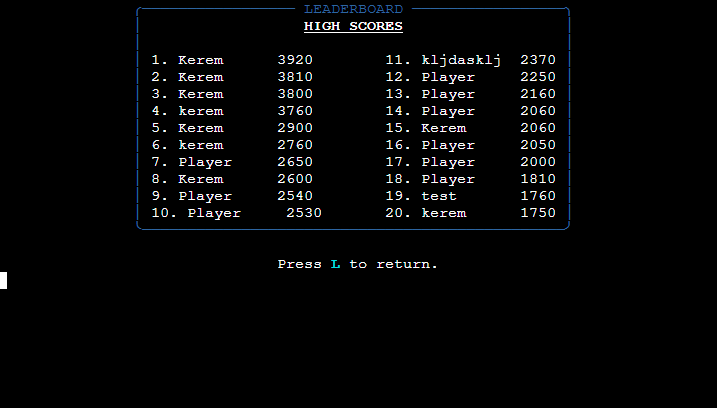 LEADERBOARD
HIGH SCORES
1. Kerem 3920 11. kljdasklj 2370
2. Kerem 3810 12. Player 2250
3. Kerem 3800 13. Player 2160
4. kerem 3760 14. Player 2060
5. Kerem 2900 15. Kerem 2060
6. kerem 2760 16. Player 2050
7. Player 2650 17. Player 2000
8. Kerem 2600 18. Player 1810
9. Player 2540 19. test 1760
10. Player 2530 20. kerem 1750
Press L to return.